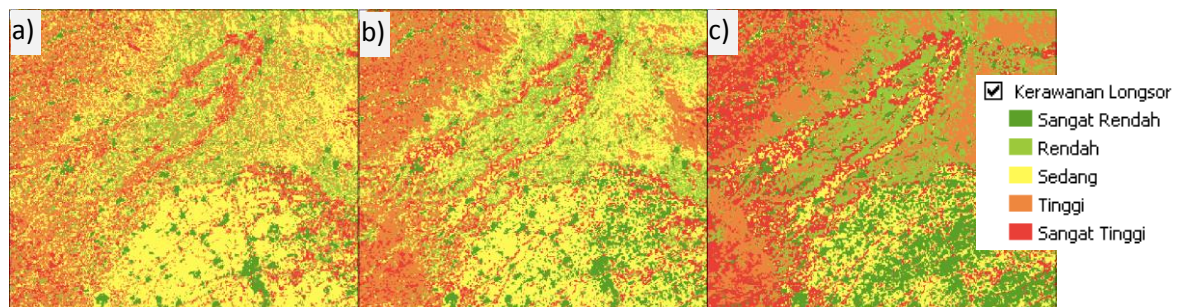 a)
b)
c)
Kerawanan Longsor
Sangat Rendah
Rendah
Sedang
Tinggi
Sangat Tinggi